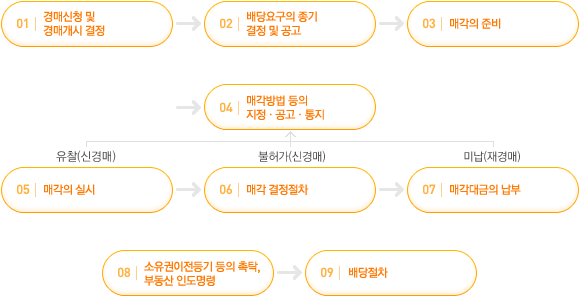 01 경매신청 및
경매개시 결정
02 배당요구의 종기
결정 및 공고
03 매각의 준비
04 매각방법 등의
지정 · 공고 · 통지
유찰(신경매)
불허가(신경매)
미납(재경매)
05 매각의 실시
06 매각 결정절차
07 매각대금의 납부
08 소유권이전등기 등의 촉탁,
부동산 인도명령
09 배당절차